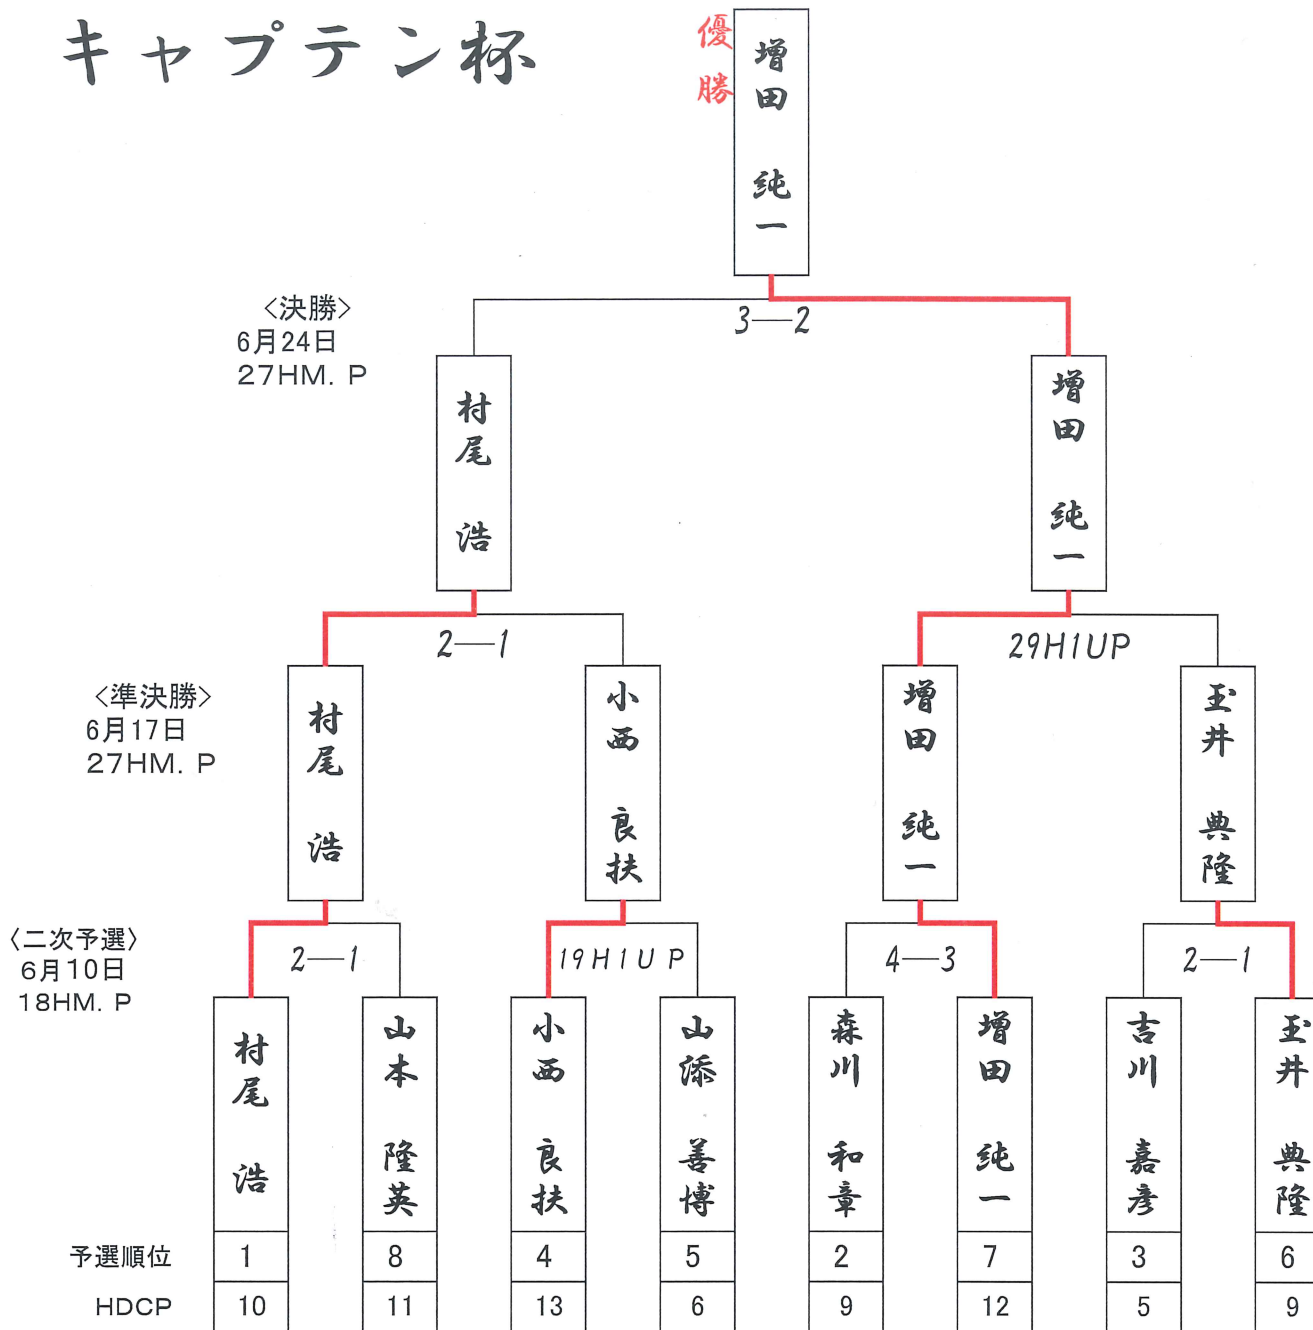 キャプテン杯
優勝
増田 純一
<決勝>
6月24日
27HM. P
3―2
村尾 浩
増田 純一
<準決勝>
6月17日
27HM. P
2―1
29H1UP
村尾 浩
小西 良扶
増田 純一
玉井 典隆
<二次予選>
6月10日
18HM. P
2―1
19H1UP
4―3
2―1
村尾 浩
山本 隆英
小西 良扶
山添 善博
森川 和章
増田 純一
吉川 嘉彦
玉井 典隆
予選順位 1 8 4 5 2 7 3 6
HDCP 10 11 13 6 9 12 5 9